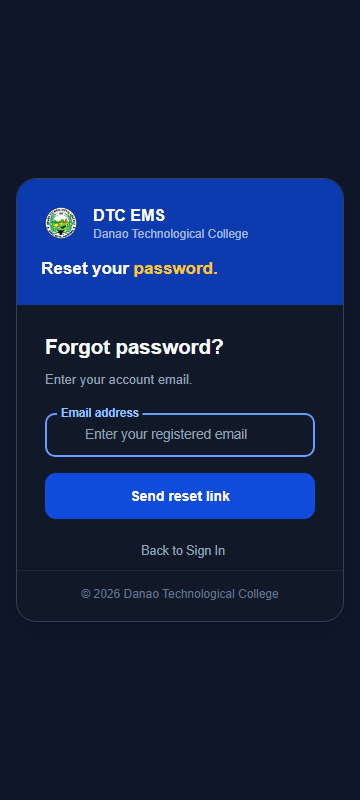 DTC EMS
Danao Technological College
Reset your password.
Forgot password?
Enter your account email.
Email address
Enter your registered email
Send reset link
Back to Sign In
© 2026 Danao Technological College